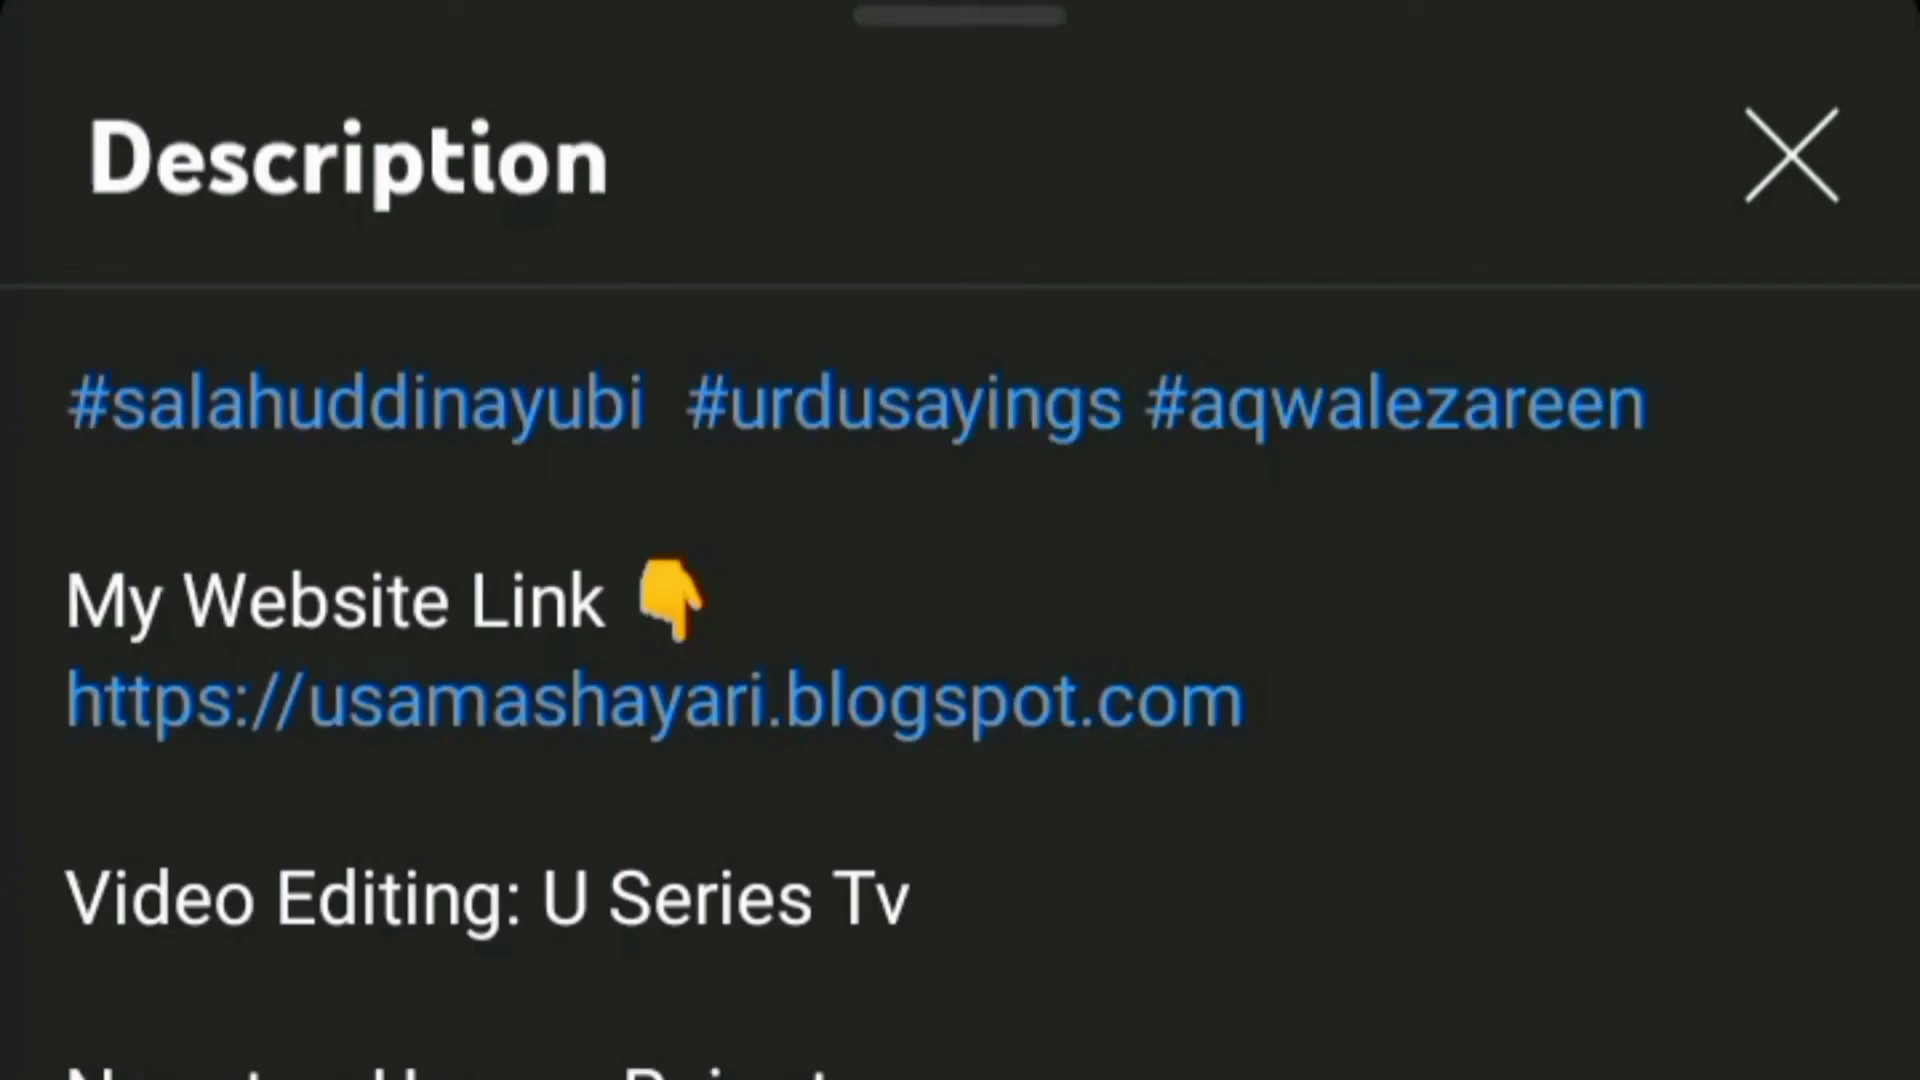 Description
#salahuddinayubi #urdusayings #aqwalezareen
My Website Link 👇
https://usamashayari.blogspot.com
Video Editing: U Series Tv